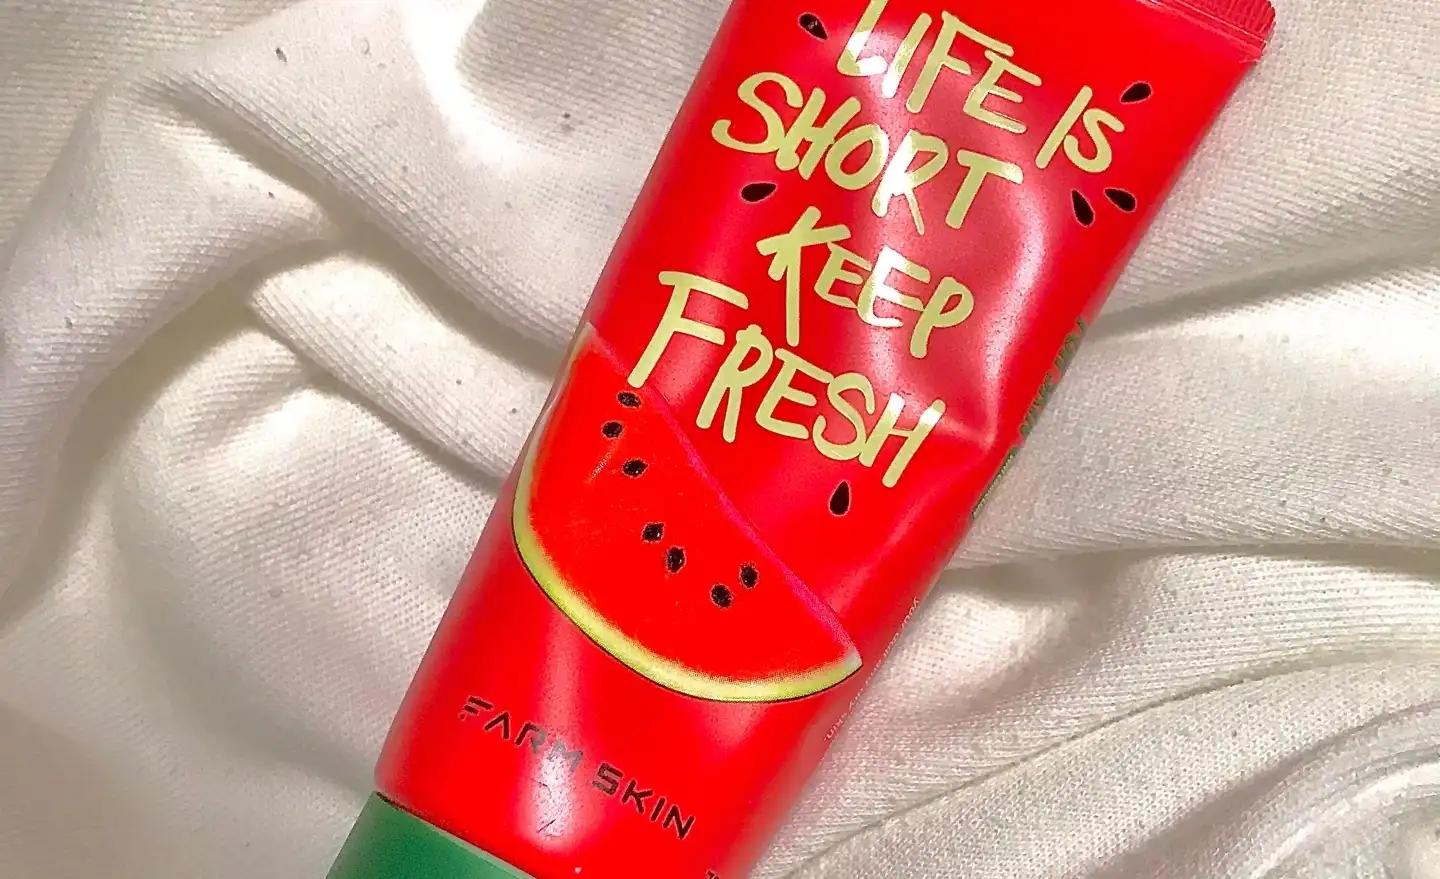 LIFE IS
SHORT
KEEP
FRESH
FARM SKIN